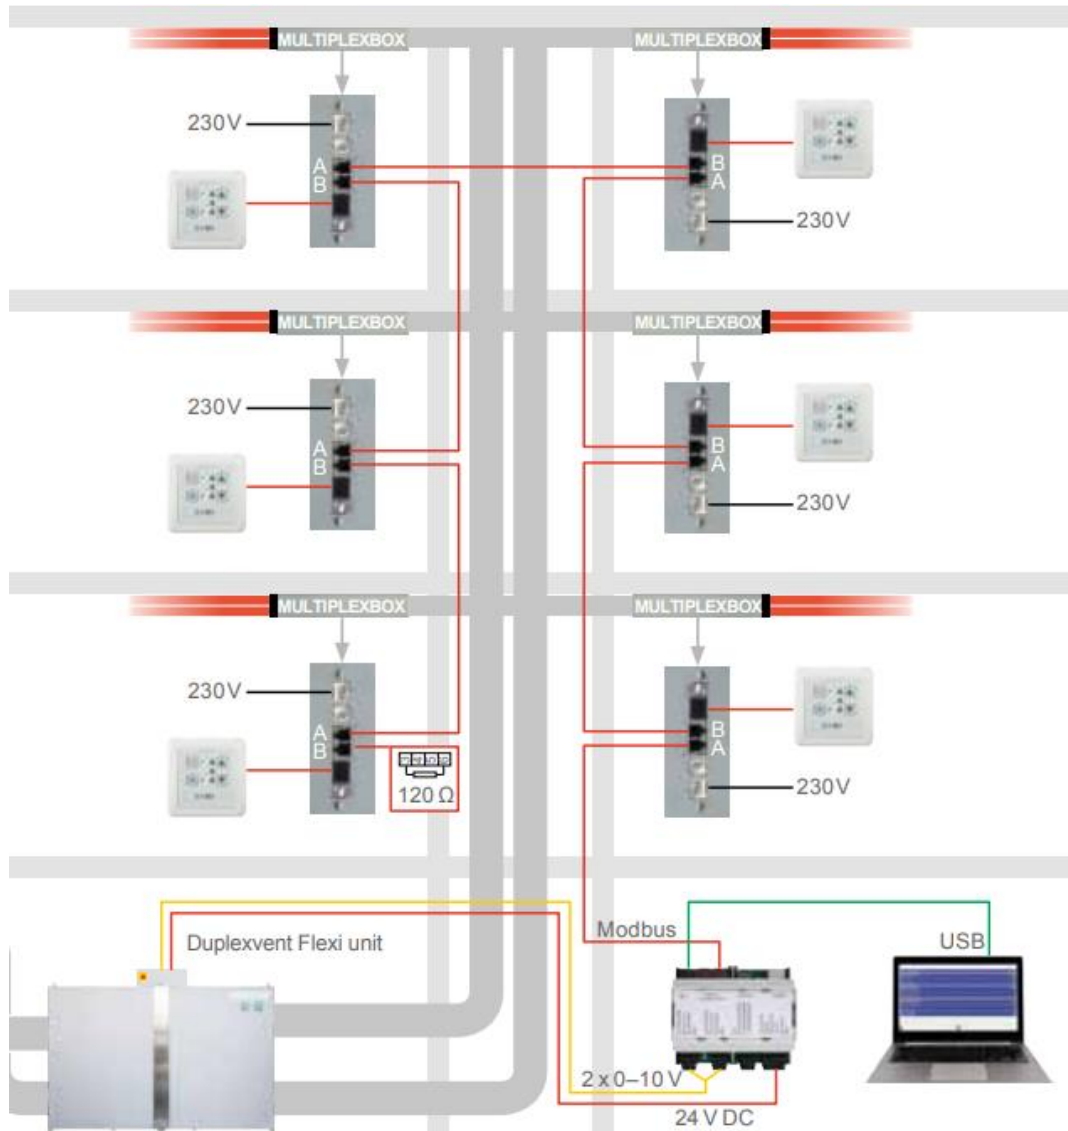 MULTIPLEXBOX
MULTIPLEXBOX
230V
A
B
B
A
230V
MULTIPLEXBOX
MULTIPLEXBOX
230V
A
B
B
A
230V
MULTIPLEXBOX
MULTIPLEXBOX
230V
A
B
120 Ω
B
A
230V
Duplexvent Flexi unit
Modbus
USB
2 x 0–10 V
24 V DC